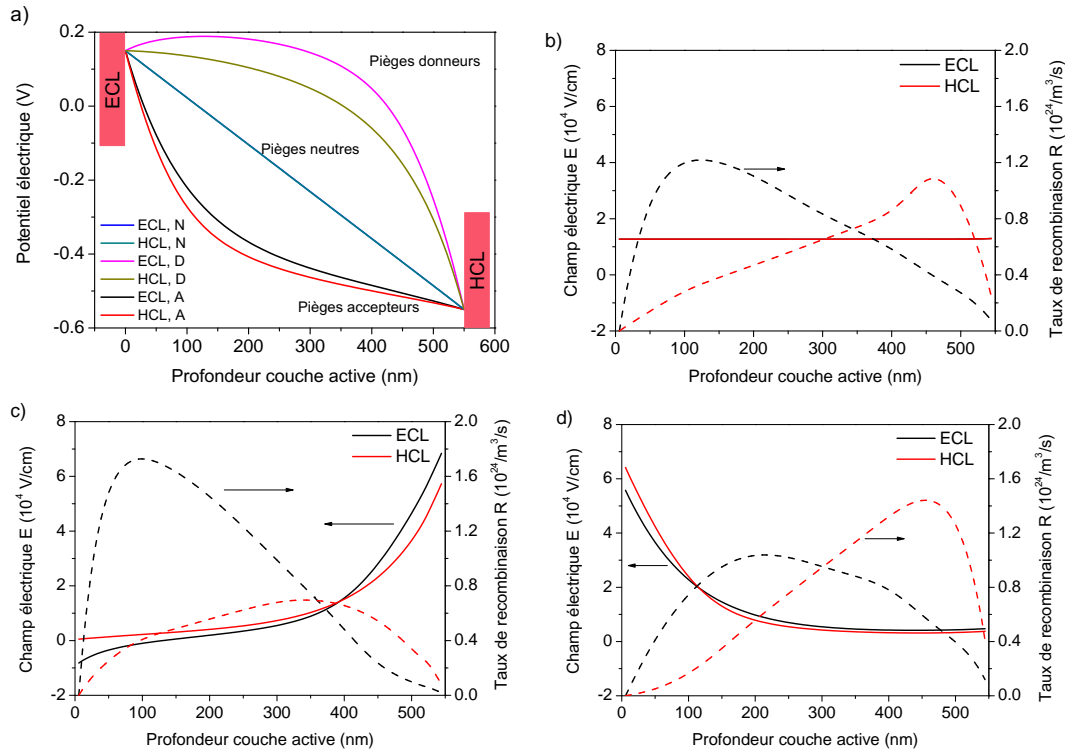 a)
0.2
0.0
-0.2
-0.4
-0.6
Potentiel électrique (V)
ECL
HCL
Pièges donneurs
Pièges neutres
Pièges accepteurs
ECL, N
HCL, N
ECL, D
HCL, D
ECL, A
HCL, A
0 100 200 300 400 500 600
Profondeur couche active (nm)
b)
8
6
4
2
0
-2
Champ électrique E (10⁴ V/cm)
ECL
HCL
2.0
1.6
1.2
0.8
0.4
0.0
Taux de recombinaison R (10²⁴/m³/s)
0 100 200 300 400 500
Profondeur couche active (nm)
c)
8
6
4
2
0
-2
Champ électrique E (10⁴ V/cm)
ECL
HCL
2.0
1.6
1.2
0.8
0.4
0.0
Taux de recombinaison R (10²⁴/m³/s)
0 100 200 300 400 500
Profondeur couche active (nm)
d)
8
6
4
2
0
-2
Champ électrique E (10⁴ V/cm)
ECL
HCL
2.0
1.6
1.2
0.8
0.4
0.0
Taux de recombinaison R (10²⁴/m³/s)
0 100 200 300 400 500
Profondeur couche active (nm)